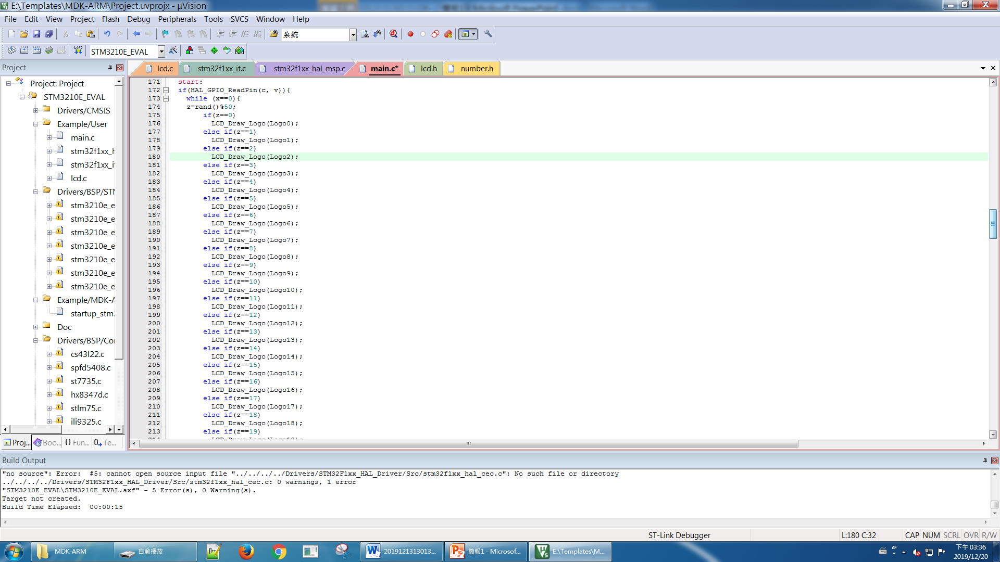 E:\Templates\MDK-ARM\Project.uvprojx - µVision
File Edit View Project Flash Debug Peripherals Tools SVCS Window Help
系統
LOAD
STM3210E_EVAL
Project
lcd.c stm32f1xx_it.c stm32f1xx_hal_msp.c main.c* lcd.h number.h
Project: Project
STM3210E_EVAL
Drivers/CMSIS
Example/User
main.c
stm32f1xx_h
stm32f1xx_i
lcd.c
Drivers/BSP/STM
stm3210e_e
stm3210e_e
stm3210e_e
stm3210e_e
stm3210e_e
stm3210e_e
stm3210e_e
Example/MDK-A
startup_stm
Doc
Drivers/BSP/Co
cs43l22.c
spfd5408.c
st7735.c
hx8347d.c
stlm75.c
ili9325.c
Proj... Boo... {} Fun... Te...
171 start:
172 if(HAL_GPIO_ReadPin(c, v)){
173 while (x==0){
174 z=rand()%50;
175 if(z==0)
176 LCD_Draw_Logo(Logo0);
177 else if(z==1)
178 LCD_Draw_Logo(Logo1);
179 else if(z==2)
180 LCD_Draw_Logo(Logo2);
181 else if(z==3)
182 LCD_Draw_Logo(Logo3);
183 else if(z==4)
184 LCD_Draw_Logo(Logo4);
185 else if(z==5)
186 LCD_Draw_Logo(Logo5);
187 else if(z==6)
188 LCD_Draw_Logo(Logo6);
189 else if(z==7)
190 LCD_Draw_Logo(Logo7);
191 else if(z==8)
192 LCD_Draw_Logo(Logo8);
193 else if(z==9)
194 LCD_Draw_Logo(Logo9);
195 else if(z==10)
196 LCD_Draw_Logo(Logo10);
197 else if(z==11)
198 LCD_Draw_Logo(Logo11);
199 else if(z==12)
200 LCD_Draw_Logo(Logo12);
201 else if(z==13)
202 LCD_Draw_Logo(Logo13);
203 else if(z==14)
204 LCD_Draw_Logo(Logo14);
205 else if(z==15)
206 LCD_Draw_Logo(Logo15);
207 else if(z==16)
208 LCD_Draw_Logo(Logo16);
209 else if(z==17)
210 LCD_Draw_Logo(Logo17);
211 else if(z==18)
212 LCD_Draw_Logo(Logo18);
213 else if(z==19)
Build Output
"no source": Error:  #5: cannot open source input file "../../../../Drivers/STM32F1xx_HAL_Driver/Src/stm32f1xx_hal_cec.c": No such file or directory
../../../../Drivers/STM32F1xx_HAL_Driver/Src/stm32f1xx_hal_cec.c: 0 warnings, 1 error
"STM3210E_EVAL\STM3210E_EVAL.axf" - 5 Error(s), 0 Warning(s).
Target not created.
Build Time Elapsed:  00:00:15
ST-Link Debugger L:180 C:32 CAP NUM SCRL OVR R/W
MDK-ARM 自動播放 2019121313013... 簡報1 - Microsof... E:\Templates\M...
下午 03:36
2019/12/20